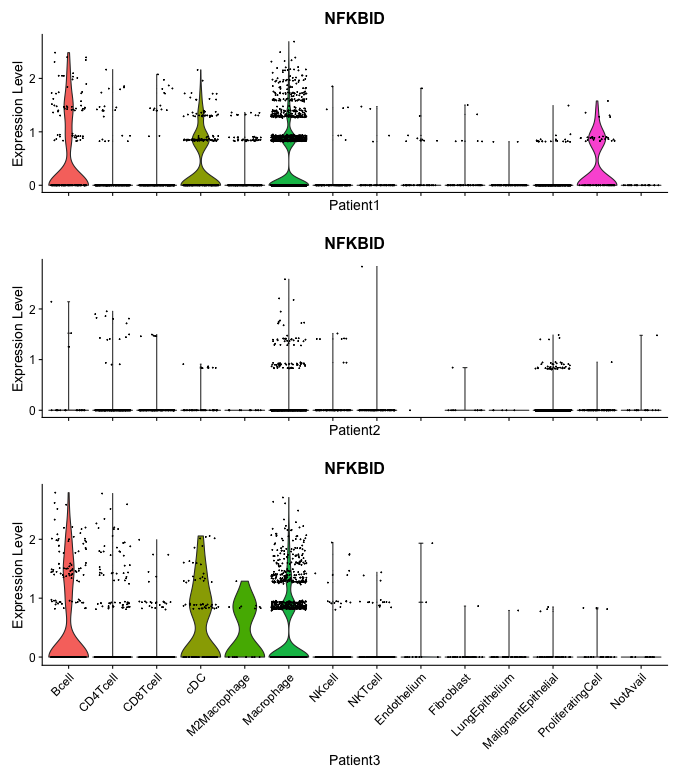 NFKBID
Expression Level
2
1
0
Patient1
NFKBID
Expression Level
2
1
0
Patient2
NFKBID
Expression Level
2
1
0
Bcell
CD4Tcell
CD8Tcell
cDC
M2Macrophage
Macrophage
NKcell
NKTcell
Endothelium
Fibroblast
LungEpithelium
MalignantEpithelial
ProliferatingCell
NotAvail
Patient3